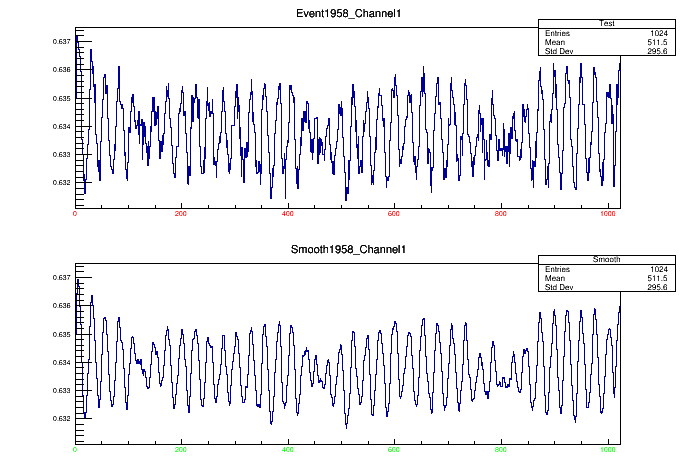 Event1958_Channel1
Test
Entries 1024
Mean 511.5
Std Dev 295.6
0.637
0.636
0.635
0.634
0.633
0.632
0 200 400 600 800 1000
Smooth1958_Channel1
Smooth
Entries 1024
Mean 511.5
Std Dev 295.6
0.637
0.636
0.635
0.634
0.633
0.632
0 200 400 600 800 1000